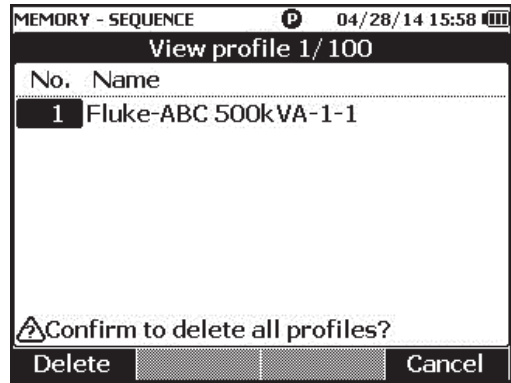 MEMORY - SEQUENCE P 04/28/14 15:58
View profile 1/100
No. Name
1 Fluke-ABC 500kVA-1-1
Confirm to delete all profiles?
Delete Cancel